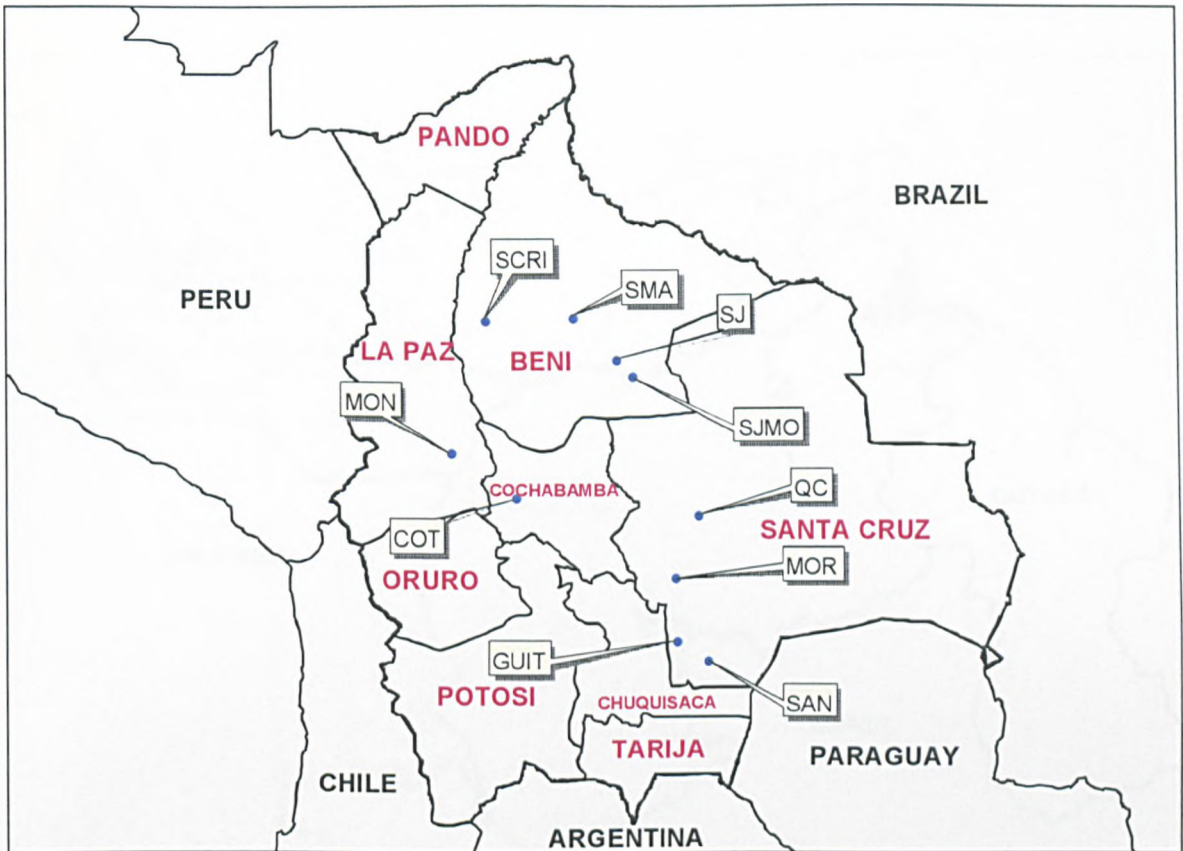 PANDO
BRAZIL
SCRI
SMA
PERU
SJ
LA PAZ
BENI
MON
SJMO
COCHABAMBA
QC
SANTA CRUZ
COT
MOR
ORURO
GUIT
POTOSI
SAN
CHUQUISACA
TARIJA
PARAGUAY
CHILE
ARGENTINA